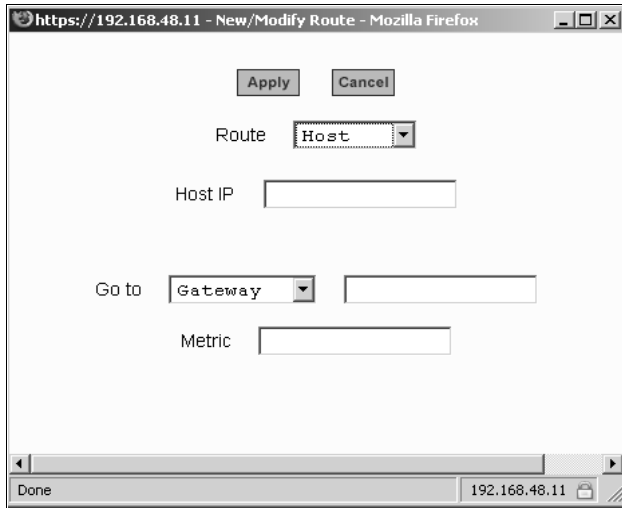 https://192.168.48.11 - New/Modify Route - Mozilla Firefox
Apply Cancel
Route Host
Host IP
Go to Gateway
Metric
Done 192.168.48.11